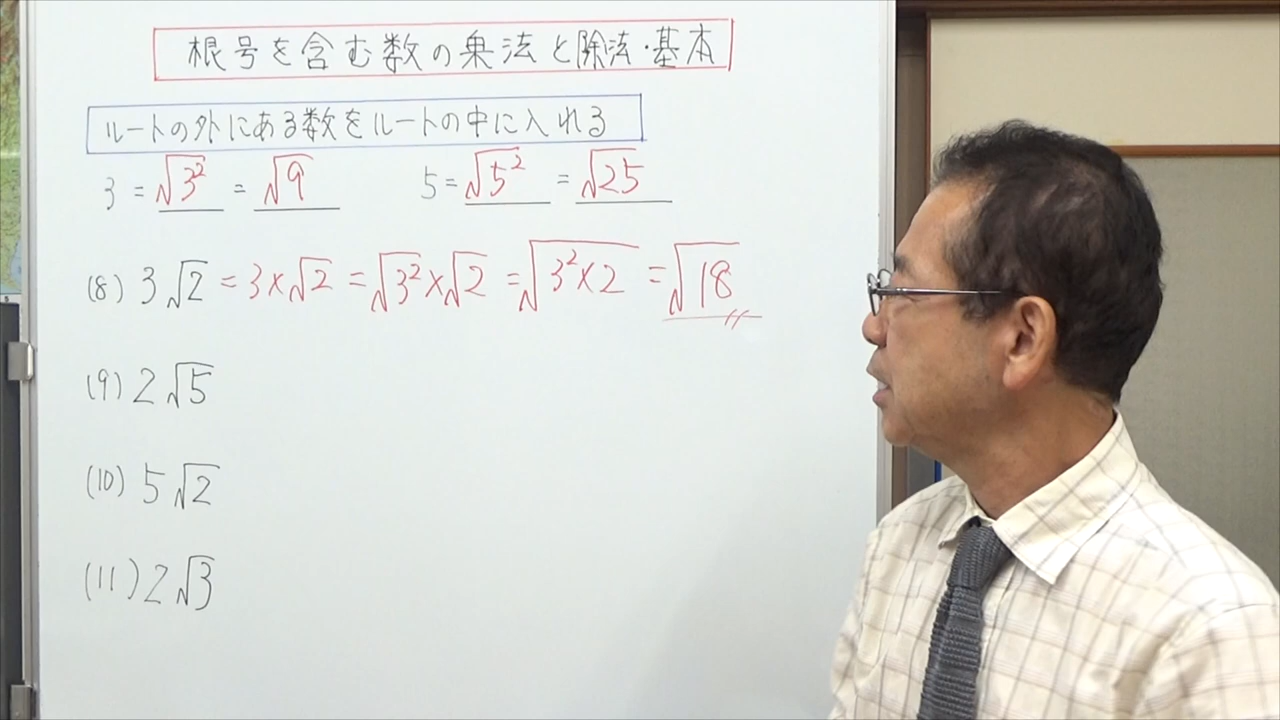 根号を含む数の乗法と除法・基本
ルートの外にある数をルートの中に入れる
3 = √3² = √9 5 = √5² = √25
(8) 3√2 = 3×√2 = √3²×√2 = √3²×2 = √18
(9) 2√5
(10) 5√2
(11) 2√3